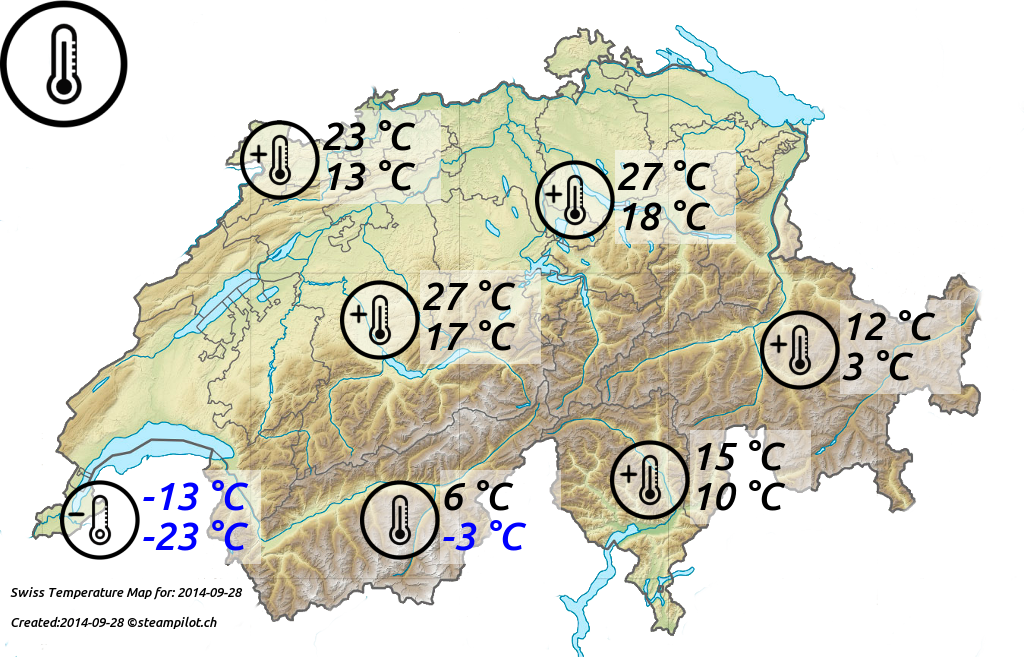 23 °C
13 °C
27 °C
18 °C
27 °C
17 °C
12 °C
3 °C
15 °C
10 °C
-13 °C
-23 °C
6 °C
-3 °C
Swiss Temperature Map for: 2014-09-28
Created:2014-09-28 ©steampilot.ch